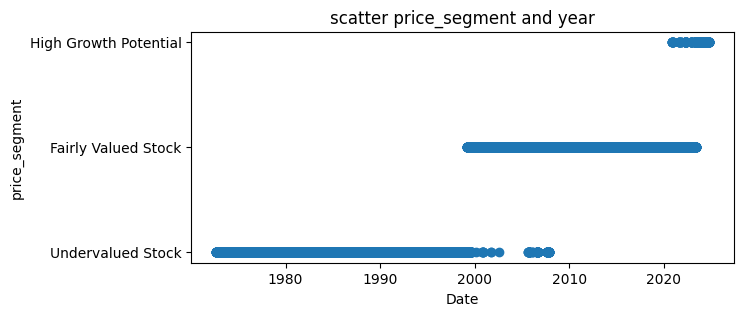 scatter price_segment and year
High Growth Potential
Fairly Valued Stock
Undervalued Stock
price_segment
1980 1990 2000 2010 2020
Date